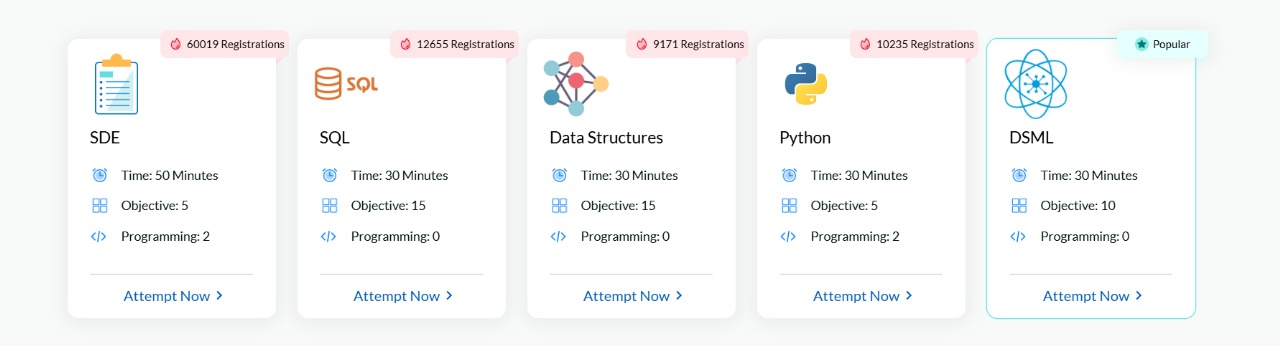 60019 Registrations
SDE
Time: 50 Minutes
Objective: 5
Programming: 2
Attempt Now
12655 Registrations
SQL
SQL
Time: 30 Minutes
Objective: 15
Programming: 0
Attempt Now
9171 Registrations
Data Structures
Time: 30 Minutes
Objective: 15
Programming: 0
Attempt Now
10235 Registrations
Python
Time: 30 Minutes
Objective: 5
Programming: 2
Attempt Now
Popular
DSML
Time: 30 Minutes
Objective: 10
Programming: 0
Attempt Now